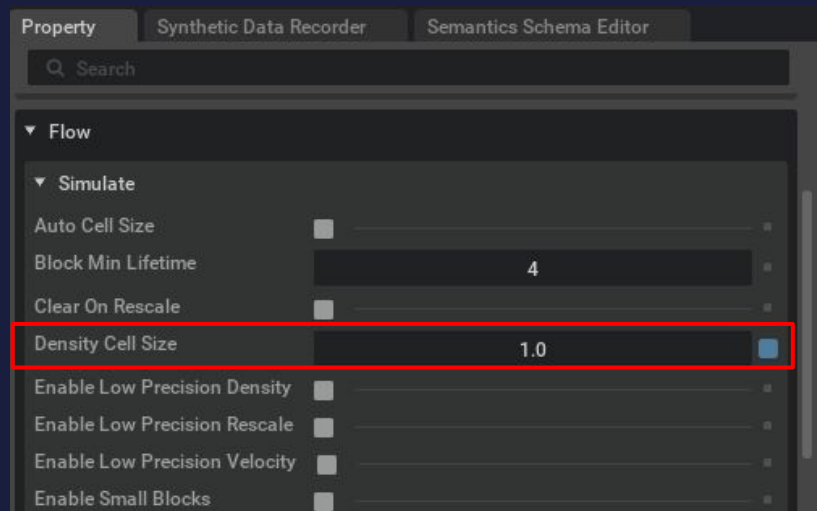 Property Synthetic Data Recorder Semantics Schema Editor
Search
Flow
Simulate
Auto Cell Size
Block Min Lifetime 4
Clear On Rescale
Density Cell Size 1.0
Enable Low Precision Density
Enable Low Precision Rescale
Enable Low Precision Velocity
Enable Small Blocks